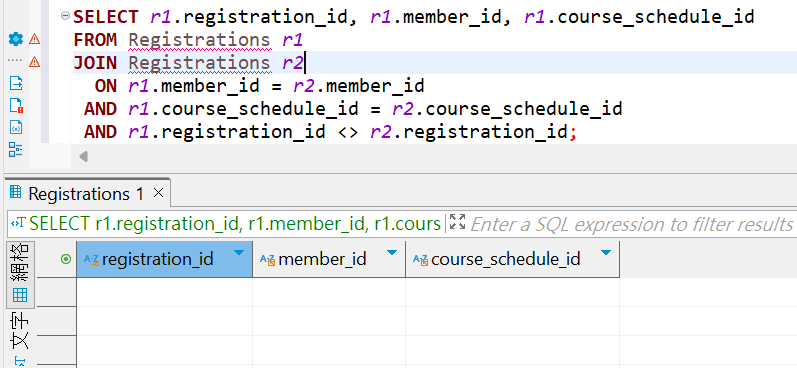 SELECT r1.registration_id, r1.member_id, r1.course_schedule_id
FROM Registrations r1
JOIN Registrations r2
ON r1.member_id = r2.member_id
AND r1.course_schedule_id = r2.course_schedule_id
AND r1.registration_id <> r2.registration_id;
Registrations 1
SELECT r1.registration_id, r1.member_id, r1.cours
Enter a SQL expression to filter results
網格
文字
registration_id member_id course_schedule_id